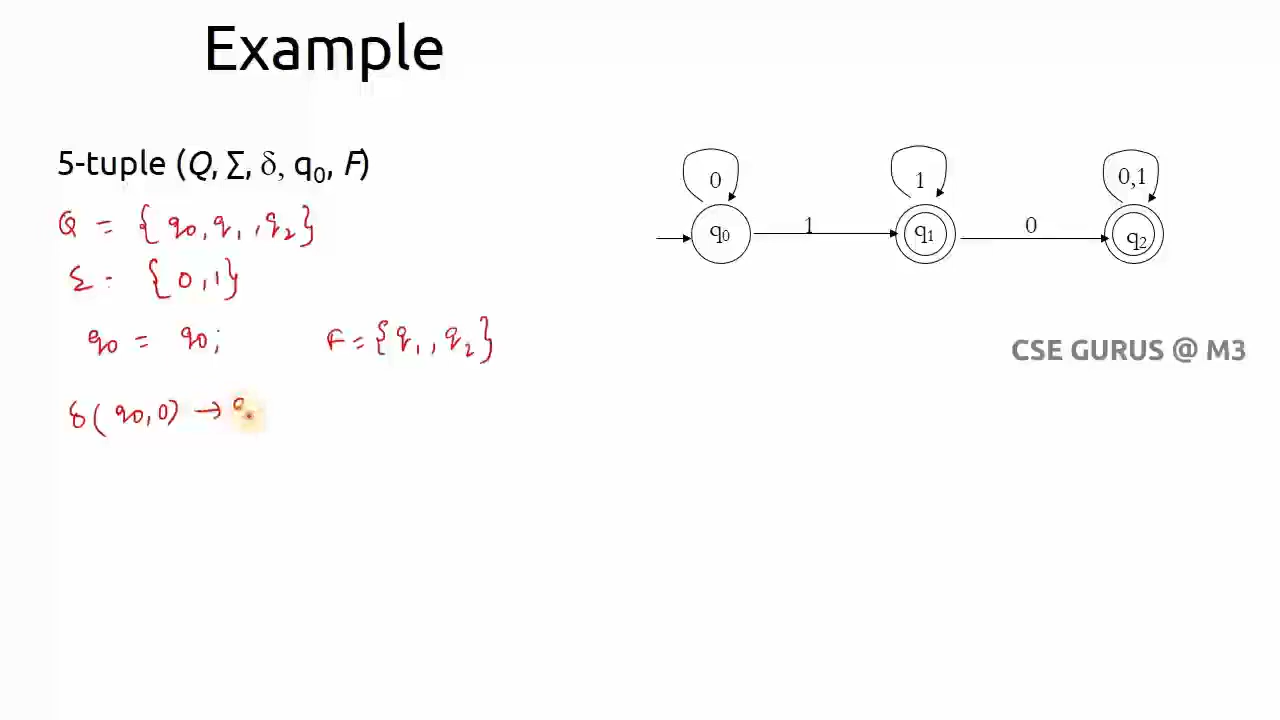 Example
5-tuple (Q, ∑, δ, q₀, F)
Q = { q0, q1, q2 }
Σ = { 0, 1 }
q0 = q0; F = { q1, q2 }
δ( q0, 0) →
0
1
0,1
q0
1
q1
0
q2
CSE GURUS @ M3